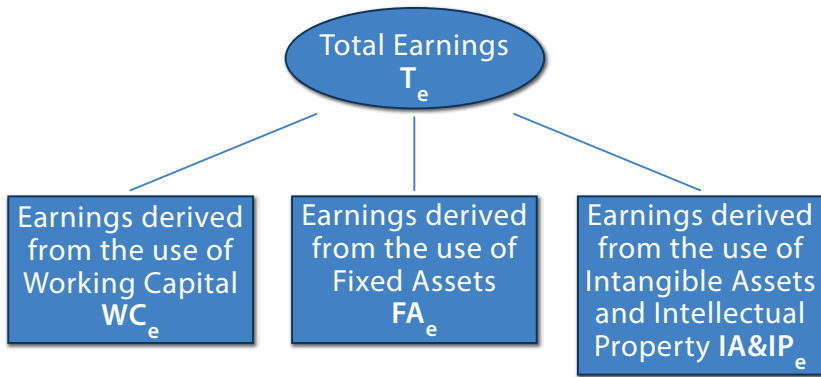 Total Earnings
Te
Earnings derived
from the use of
Working Capital
WCe
Earnings derived
from the use of
Fixed Assets
FAe
Earnings derived
from the use of
Intangible Assets
and Intellectual
Property IA&IPe